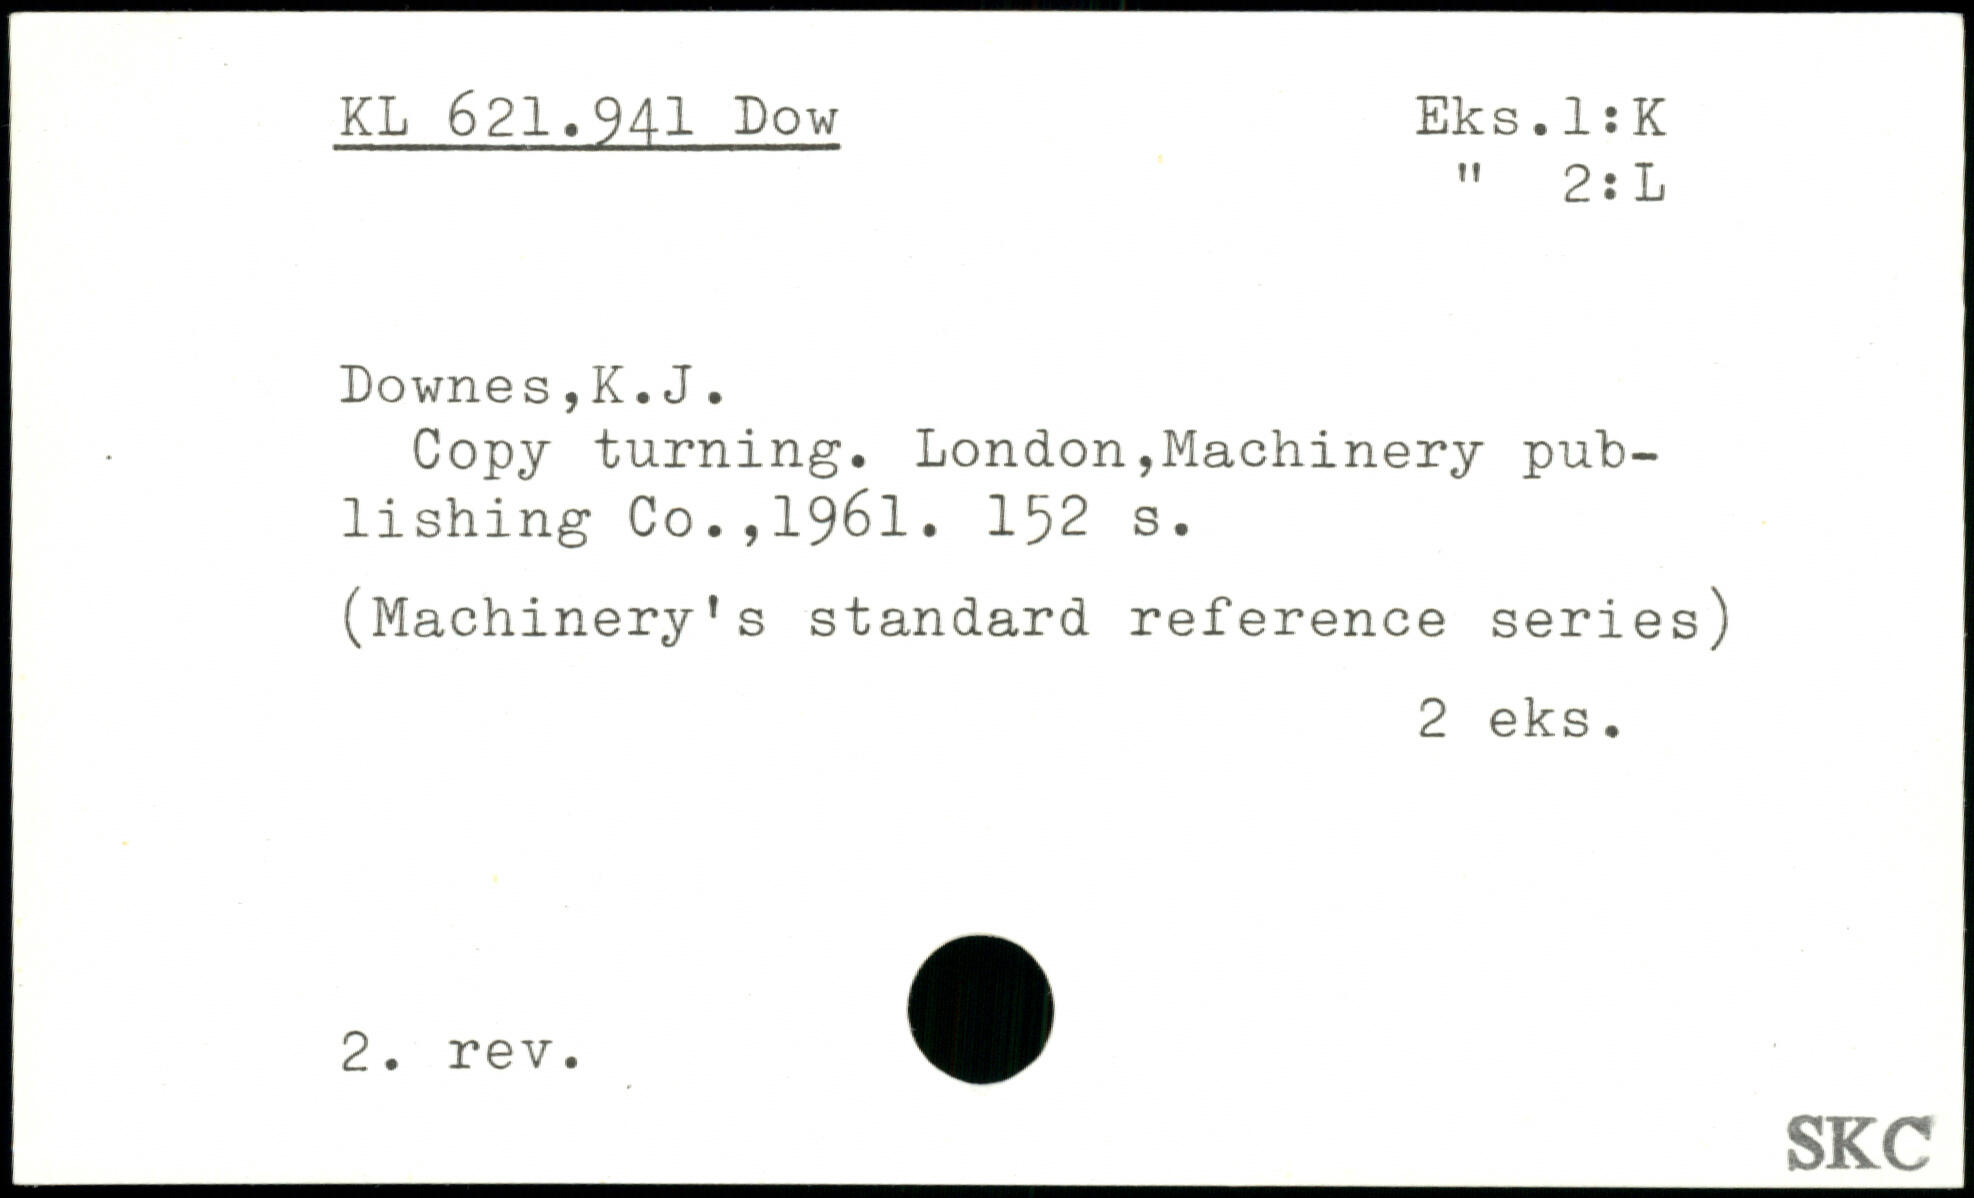 KL 621.941 Dow Eks.1:K
" 2:L
Downes,K.J.
Copy turning. London,Machinery pub-
lishing Co.,1961. 152 s.
(Machinery's standard reference series)
2 eks.
2. rev.
SKC